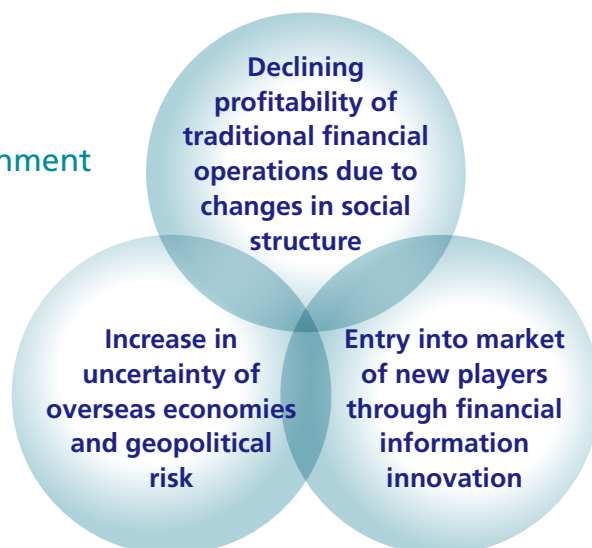 Declining
profitability of
traditional financial
operations due to
changes in social
structure
Increase in
uncertainty of
overseas economies
and geopolitical
risk
Entry into market
of new players
through financial
information
innovation